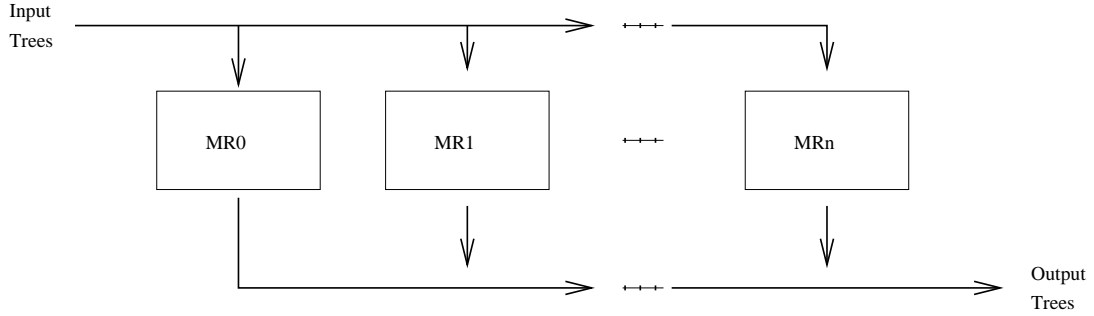 Input
Trees
MR0
MR1
MRn
Output
Trees